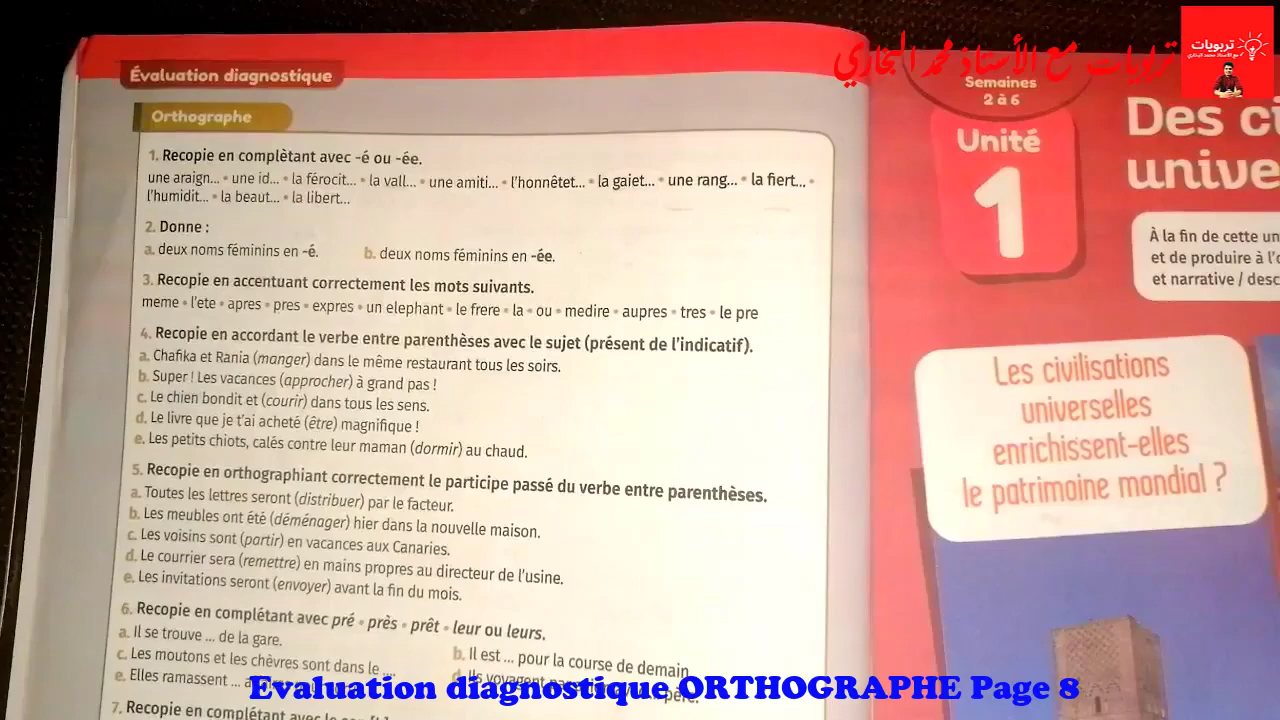 تربويات مع الأستاذ محمد البخاري
تربويات
مع الأستاذ محمد البخاري
Évaluation diagnostique
Orthographe
1. Recopie en complètant avec -é ou -ée.
une araign... • une id... • la férocit... • la vall... • une amiti... • l'honnêtet... • la gaiet... • une rang... • la fiert... •
l'humidit... • la beaut... • la libert...
2. Donne :
a. deux noms féminins en -é. b. deux noms féminins en -ée.
3. Recopie en accentuant correctement les mots suivants.
meme • l'ete • apres • pres • expres • un elephant • le frere • la • ou • medire • aupres • tres • le pre
4. Recopie en accordant le verbe entre parenthèses avec le sujet (présent de l'indicatif).
a. Chafika et Rania (manger) dans le même restaurant tous les soirs.
b. Super ! Les vacances (approcher) à grand pas !
c. Le chien bondit et (courir) dans tous les sens.
d. Le livre que je t'ai acheté (être) magnifique !
e. Les petits chiots, calés contre leur maman (dormir) au chaud.
5. Recopie en orthographiant correctement le participe passé du verbe entre parenthèses.
a. Toutes les lettres seront (distribuer) par le facteur.
b. Les meubles ont été (déménager) hier dans la nouvelle maison.
c. Les voisins sont (partir) en vacances aux Canaries.
d. Le courrier sera (remettre) en mains propres au directeur de l'usine.
e. Les invitations seront (envoyer) avant la fin du mois.
6. Recopie en complétant avec pré • près • prêt • leur ou leurs.
a. Il se trouve ... de la gare.
b. Il est ... pour la course de demain
c. Les moutons et les chèvres sont dans le ...
d. Ils voyagent père.
e. Elles ramassent ...
7. Recopie en complétant avec le
Semaines
2 à 6
Unité
1
Des ci
unive
À la fin de cette un
et de produire à l'o
et narrative / desc
Les civilisations
universelles
enrichissent-elles
le patrimoine mondial ?
Evaluation diagnostique ORTHOGRAPHE Page 8